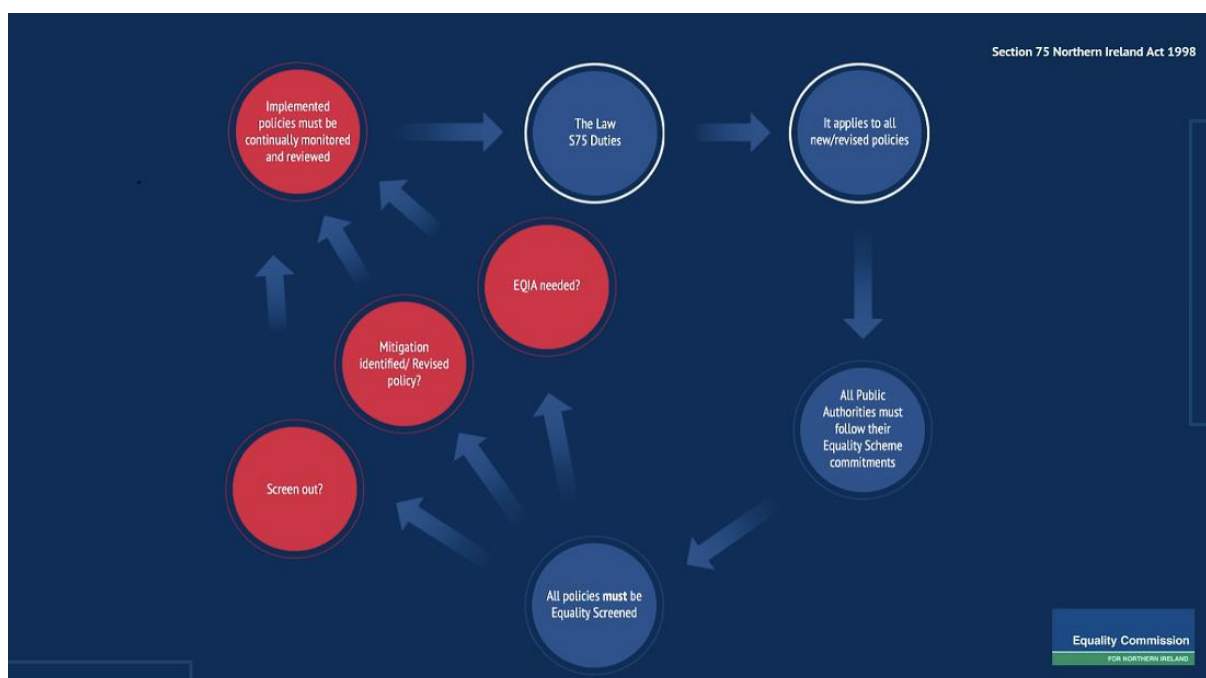 Section 75 Northern Ireland Act 1998
Implemented
policies must be
continually monitored
and reviewed
The Law
S75 Duties
It applies to all
new/revised policies
EQIA needed?
Mitigation
identified/ Revised
policy?
All Public
Authorities must
follow their
Equality Scheme
commitments
Screen out?
All policies must be
Equality Screened
Equality Commission
FOR NORTHERN IRELAND